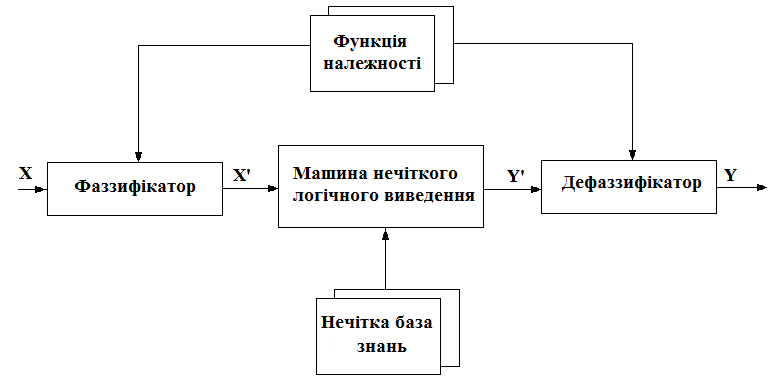 Функція
належності
X
Фаззифікатор
X'
Машина нечіткого
логічного виведення
Y'
Дефаззифікатор
Y
Нечітка база
знань